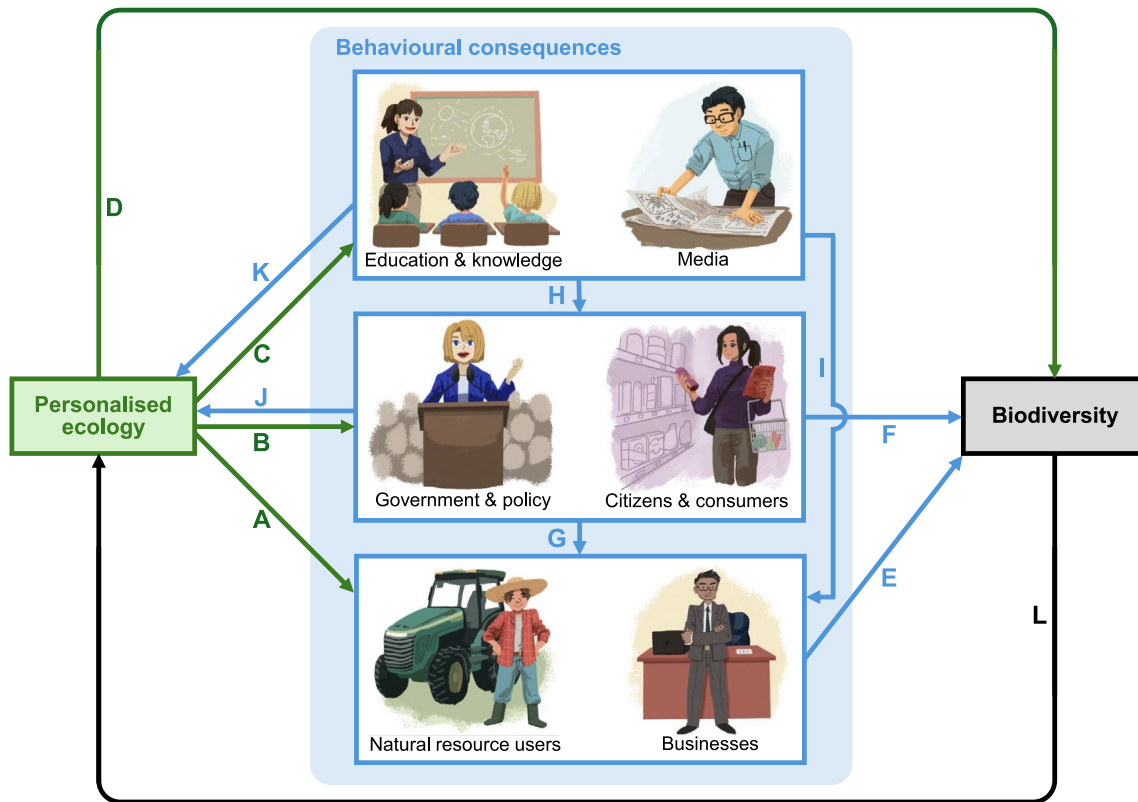 Behavioural consequences
D
K
C
Education & knowledge
Media
H
I
Personalised
ecology
J
B
Government & policy
Citizens & consumers
F
Biodiversity
A
G
E
L
Natural resource users
Businesses